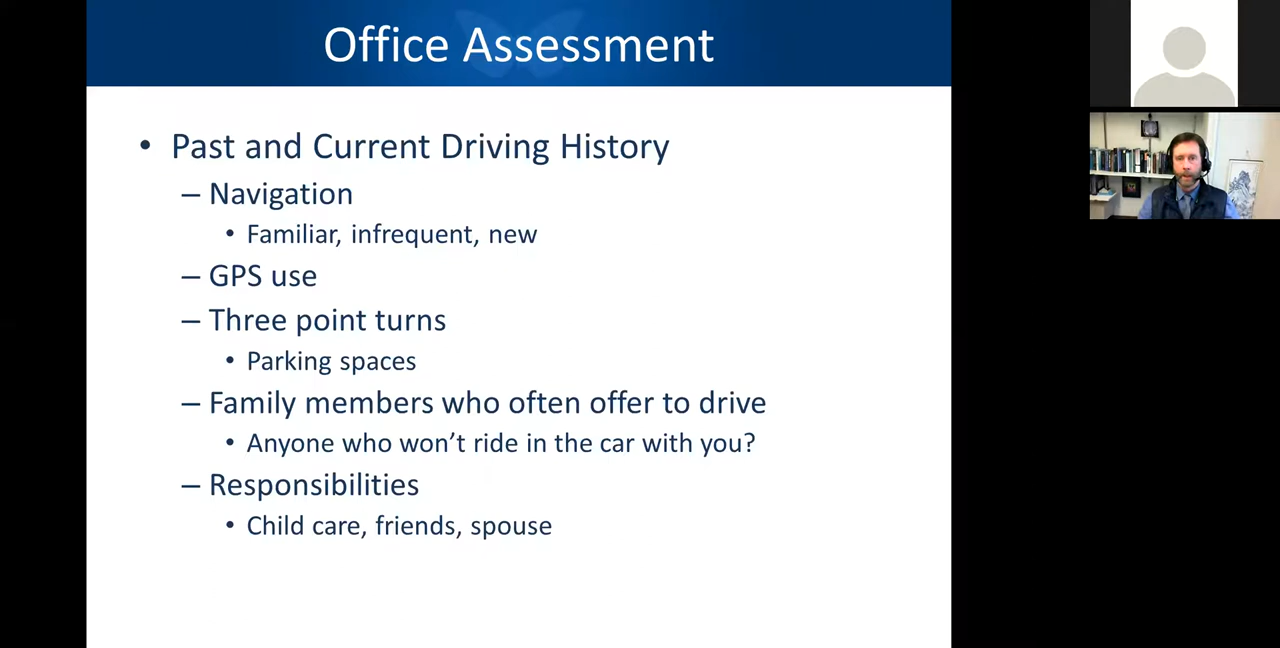 Office Assessment
• Past and Current Driving History
– Navigation
• Familiar, infrequent, new
– GPS use
– Three point turns
• Parking spaces
– Family members who often offer to drive
• Anyone who won’t ride in the car with you?
– Responsibilities
• Child care, friends, spouse